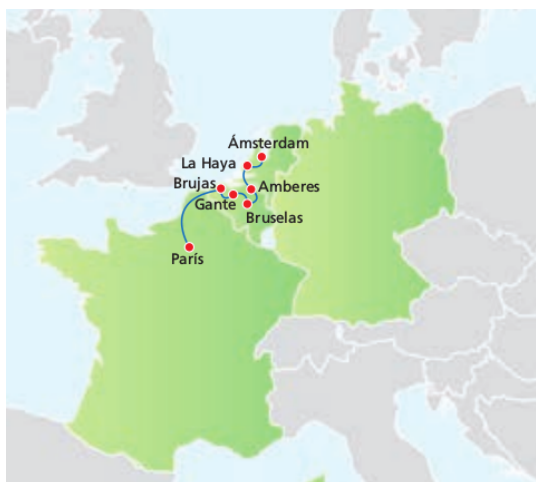 Ámsterdam
La Haya
Brujas
Amberes
Gante
Bruselas
París